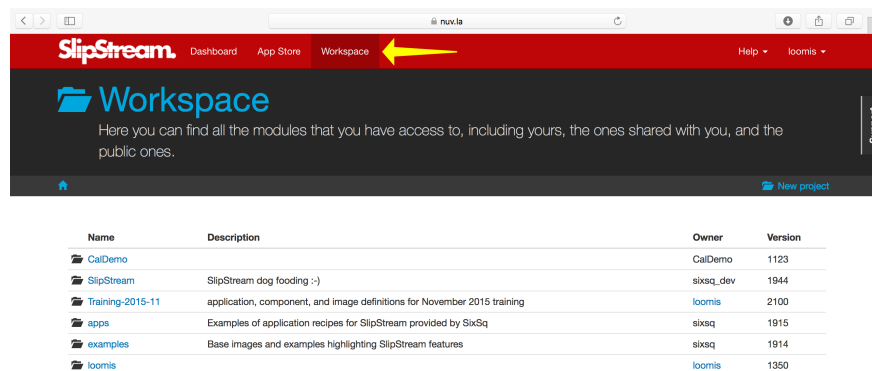 nuv.la
SlipStream. Dashboard App Store Workspace Help loomis
Workspace
Here you can find all the modules that you have access to, including yours, the ones shared with you, and the
public ones.
New project
Name Description Owner Version
CalDemo CalDemo 1123
SlipStream SlipStream dog fooding :-) sixsq_dev 1944
Training-2015-11 application, component, and image definitions for November 2015 training loomis 2100
apps Examples of application recipes for SlipStream provided by SixSq sixsq 1915
examples Base images and examples highlighting SlipStream features sixsq 1914
loomis loomis 1350